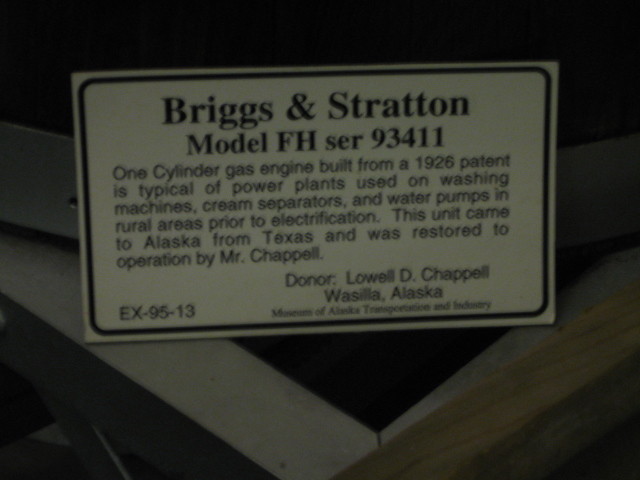 Briggs & Stratton
Model FH ser 93411
One Cylinder gas engine built from a 1926 patent
is typical of power plants used on washing
machines, cream separators, and water pumps in
rural areas prior to electrification. This unit came
to Alaska from Texas and was restored to
operation by Mr. Chappell.
Donor: Lowell D. Chappell
Wasilla, Alaska
EX-95-13
Museum of Alaska Transportation and Industry